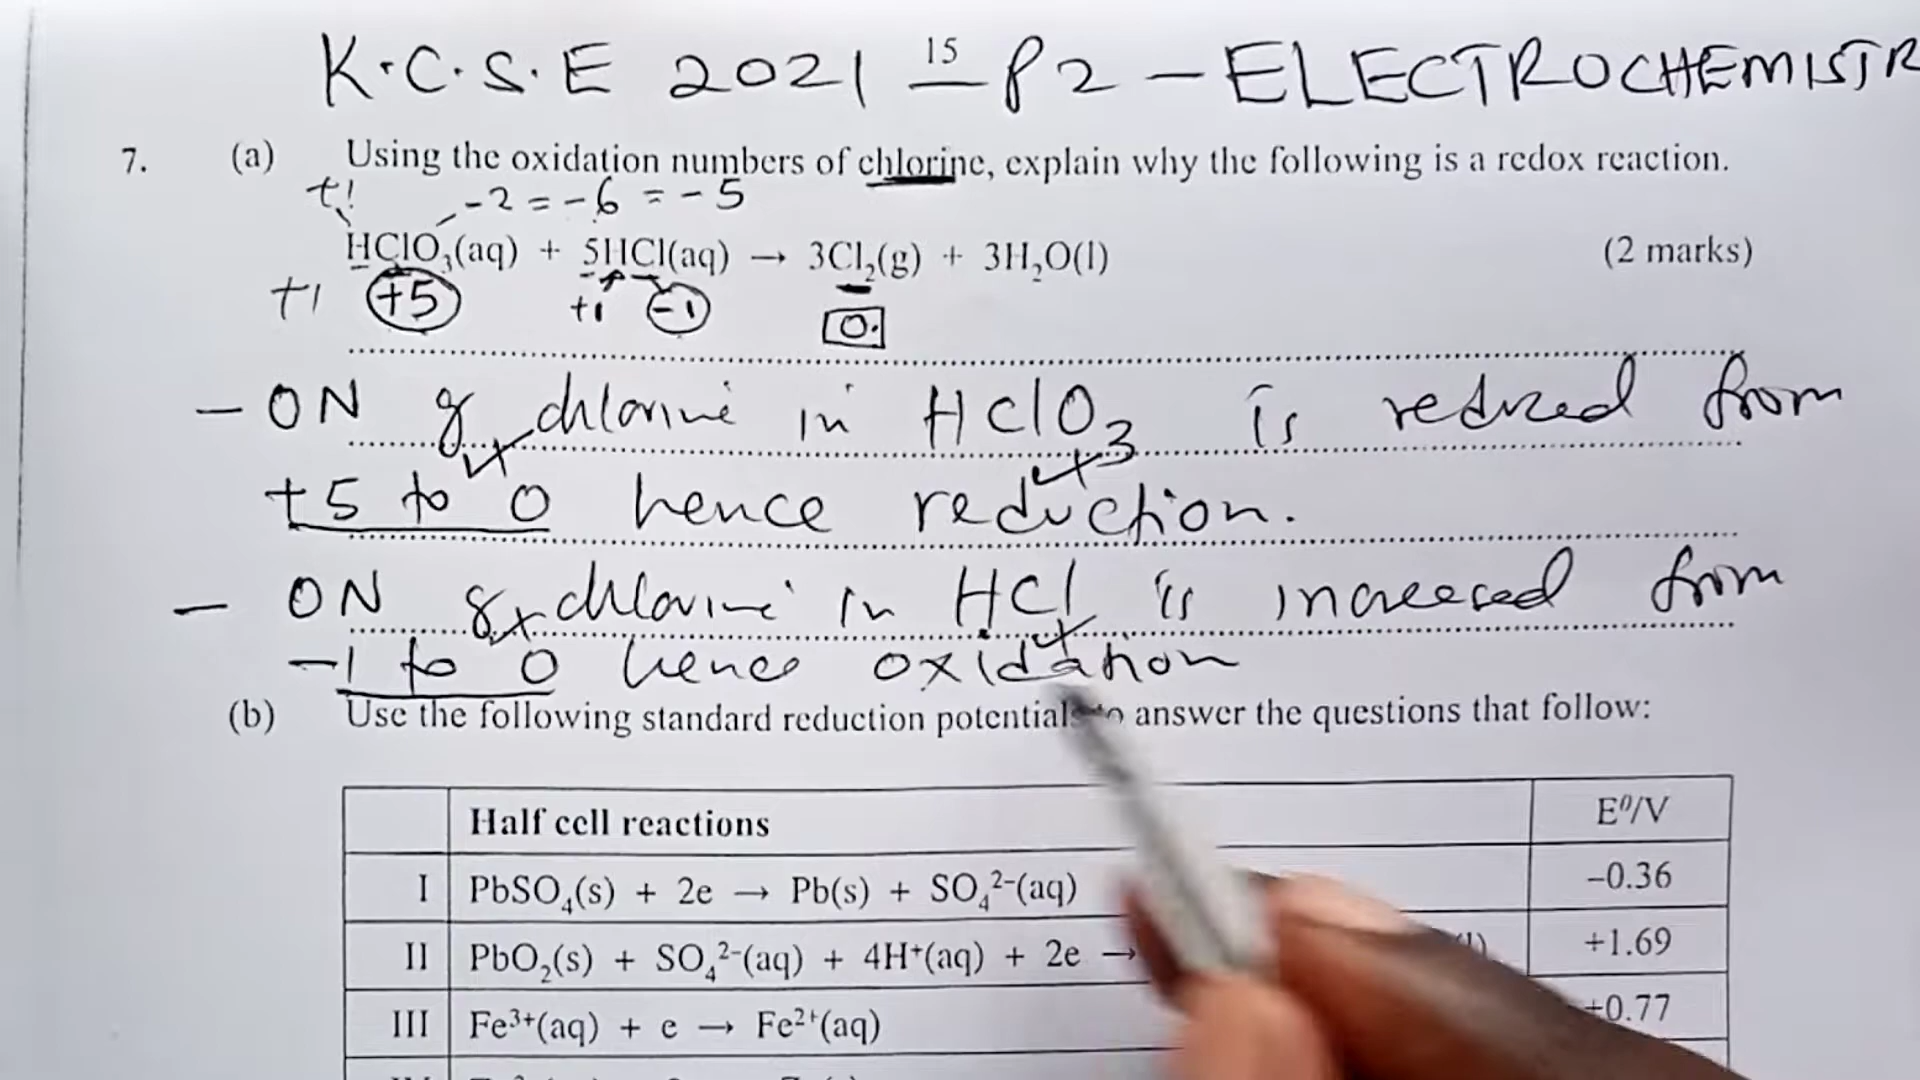 K.C.S.E 2021 15 P2 - ELECTROCHEMISTR
7. (a) Using the oxidation numbers of chlorine, explain why the following is a redox reaction.
+1 -2 = -6 = -5
HClO₃(aq) + 5HCl(aq) → 3Cl₂(g) + 3H₂O(l) (2 marks)
+1 +5 +1 -1 0.
- ON of chlorine in HClO₃ is reduced from
+5 to 0 hence reduction.
- ON of chlorine in HCl is increased from
-1 to 0 hence oxidation
(b) Use the following standard reduction potentials to answer the questions that follow:
Half cell reactions E⁰/V
I PbSO₄(s) + 2e → Pb(s) + SO₄²⁻(aq) –0.36
II PbO₂(s) + SO₄²⁻(aq) + 4H⁺(aq) + 2e → (l) +1.69
III Fe³⁺(aq) + e → Fe²⁺(aq) +0.77